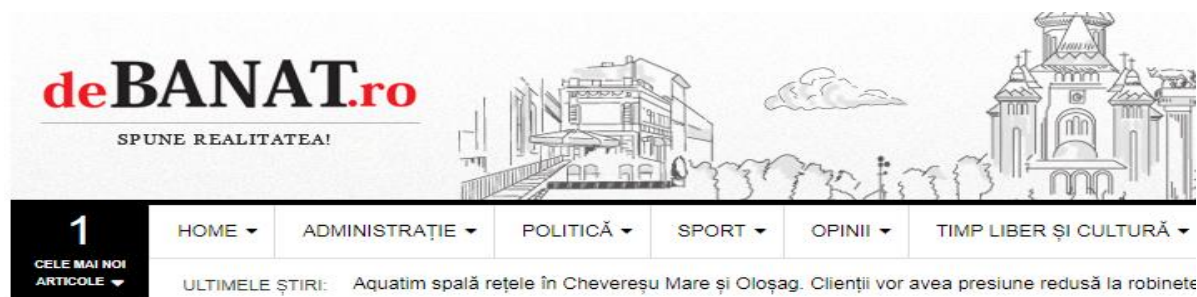 deBANAT.ro
SPUNE REALITATEA!
1
CELE MAI NOI
ARTICOLE
HOME ADMINISTRAȚIE POLITICĂ SPORT OPINII TIMP LIBER ȘI CULTURĂ
ULTIMELE ȘTIRI: Aquatim spală rețele în Chevereșu Mare și Oloșag. Clienții vor avea presiune redusă la robinete